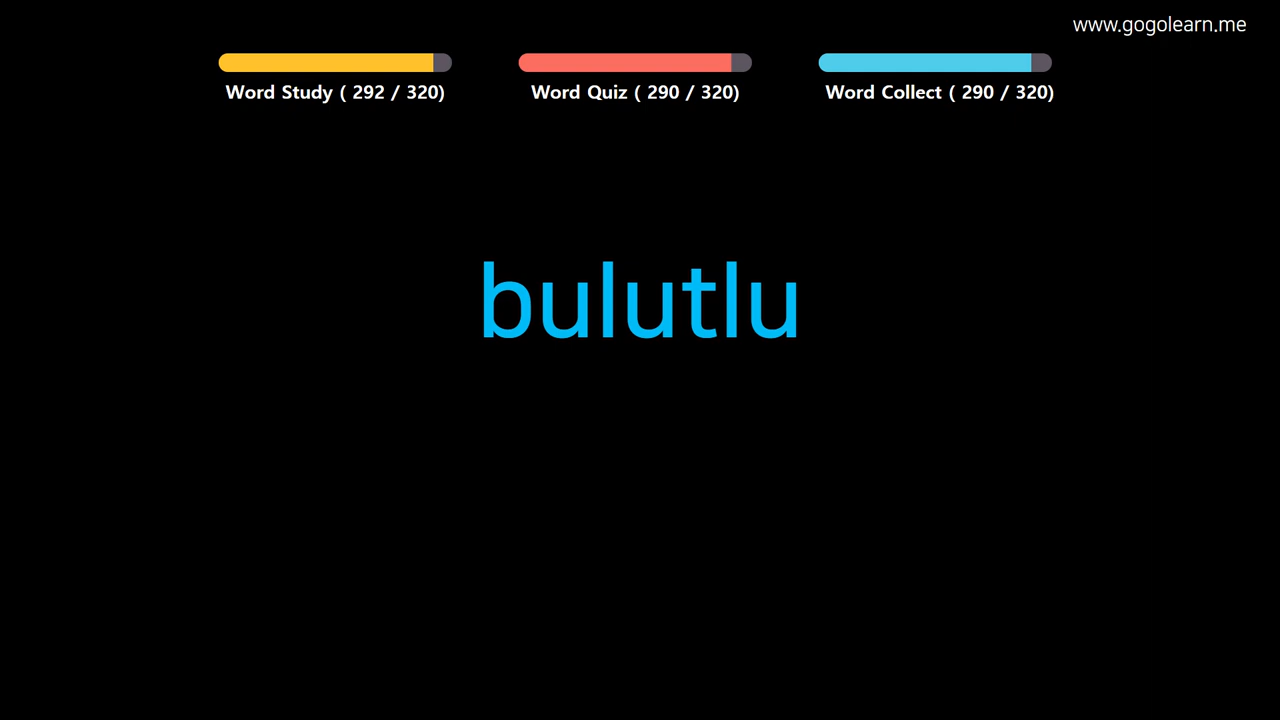 www.gogolearn.me
Word Study ( 292 / 320)
Word Quiz ( 290 / 320)
Word Collect ( 290 / 320)
bulutlu